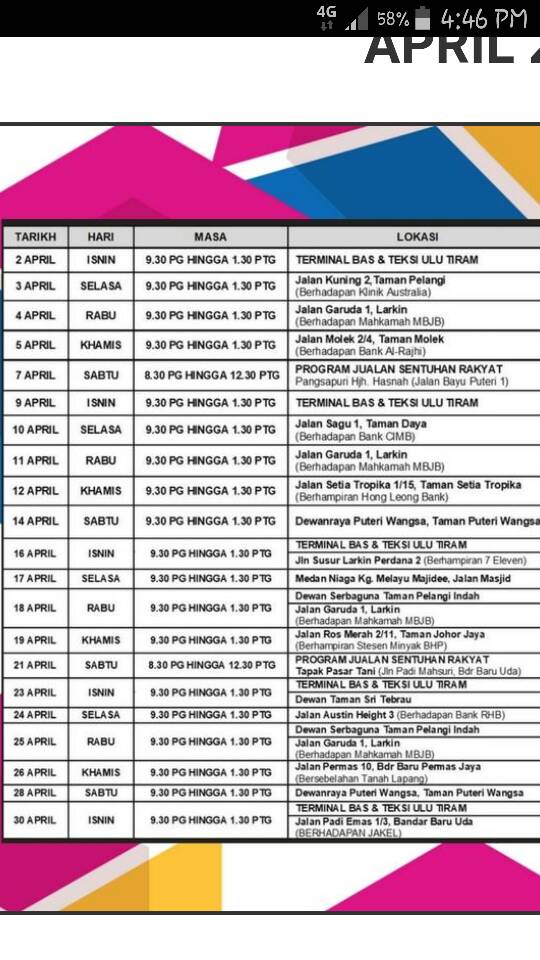 4G 58% 4:46 PM
APRIL
TARIKH HARI MASA LOKASI
2 APRIL ISNIN 9.30 PG HINGGA 1.30 PTG TERMINAL BAS & TEKSI ULU TIRAM
3 APRIL SELASA 9.30 PG HINGGA 1.30 PTG Jalan Kuning 2,Taman Pelangi
(Berhadapan Klinik Australia)
4 APRIL RABU 9.30 PG HINGGA 1.30 PTG Jalan Garuda 1, Larkin
(Berhadapan Mahkamah MBJB)
5 APRIL KHAMIS 9.30 PG HINGGA 1.30 PTG Jalan Molek 2/4, Taman Molek
(Berhadapan Bank Al-Rajhi)
7 APRIL SABTU 8.30 PG HINGGA 12.30 PTG PROGRAM JUALAN SENTUHAN RAKYAT
Pangsapuri Hjh. Hasnah (Jalan Bayu Puteri 1)
9 APRIL ISNIN 9.30 PG HINGGA 1.30 PTG TERMINAL BAS & TEKSI ULU TIRAM
10 APRIL SELASA 9.30 PG HINGGA 1.30 PTG Jalan Sagu 1, Taman Daya
(Berhadapan Bank CIMB)
11 APRIL RABU 9.30 PG HINGGA 1.30 PTG Jalan Garuda 1, Larkin
(Berhadapan Mahkamah MBJB)
12 APRIL KHAMIS 9.30 PG HINGGA 1.30 PTG Jalan Setia Tropika 1/15, Taman Setia Tropika
(Berhampiran Hong Leong Bank)
14 APRIL SABTU 9.30 PG HINGGA 1.30 PTG Dewanraya Puteri Wangsa, Taman Puteri Wangsa
16 APRIL ISNIN 9.30 PG HINGGA 1.30 PTG TERMINAL BAS & TEKSI ULU TIRAM
Jln Susur Larkin Perdana 2 (Berhampiran 7 Eleven)
17 APRIL SELASA 9.30 PG HINGGA 1.30 PTG Medan Niaga Kg. Melayu Majidee, Jalan Masjid
18 APRIL RABU 9.30 PG HINGGA 1.30 PTG Dewan Serbaguna Taman Pelangi Indah
Jalan Garuda 1, Larkin
(Berhadapan Mahkamah MBJB)
19 APRIL KHAMIS 9.30 PG HINGGA 1.30 PTG Jalan Ros Merah 2/11, Taman Johor Jaya
(Berhampiran Stesen Minyak BHP)
21 APRIL SABTU 8.30 PG HINGGA 12.30 PTG PROGRAM JUALAN SENTUHAN RAKYAT
Tapak Pasar Tani (Jln Padi Mahsuri, Bdr Baru Uda)
23 APRIL ISNIN 9.30 PG HINGGA 1.30 PTG TERMINAL BAS & TEKSI ULU TIRAM
Dewan Taman Sri Tebrau
24 APRIL SELASA 9.30 PG HINGGA 1.30 PTG Jalan Austin Height 3 (Berhadapan Bank RHB)
25 APRIL RABU 9.30 PG HINGGA 1.30 PTG Dewan Serbaguna Taman Pelangi Indah
Jalan Garuda 1, Larkin
(Berhadapan Mahkamah MBJB)
26 APRIL KHAMIS 9.30 PG HINGGA 1.30 PTG Jalan Permas 10, Bdr Baru Permas Jaya
(Bersebelahan Tanah Lapang)
28 APRIL SABTU 9.30 PG HINGGA 1.30 PTG Dewanraya Puteri Wangsa, Taman Puteri Wangsa
30 APRIL ISNIN 9.30 PG HINGGA 1.30 PTG TERMINAL BAS & TEKSI ULU TIRAM
Jalan Padi Emas 1/3, Bandar Baru Uda
(BERHADAPAN JAKEL)